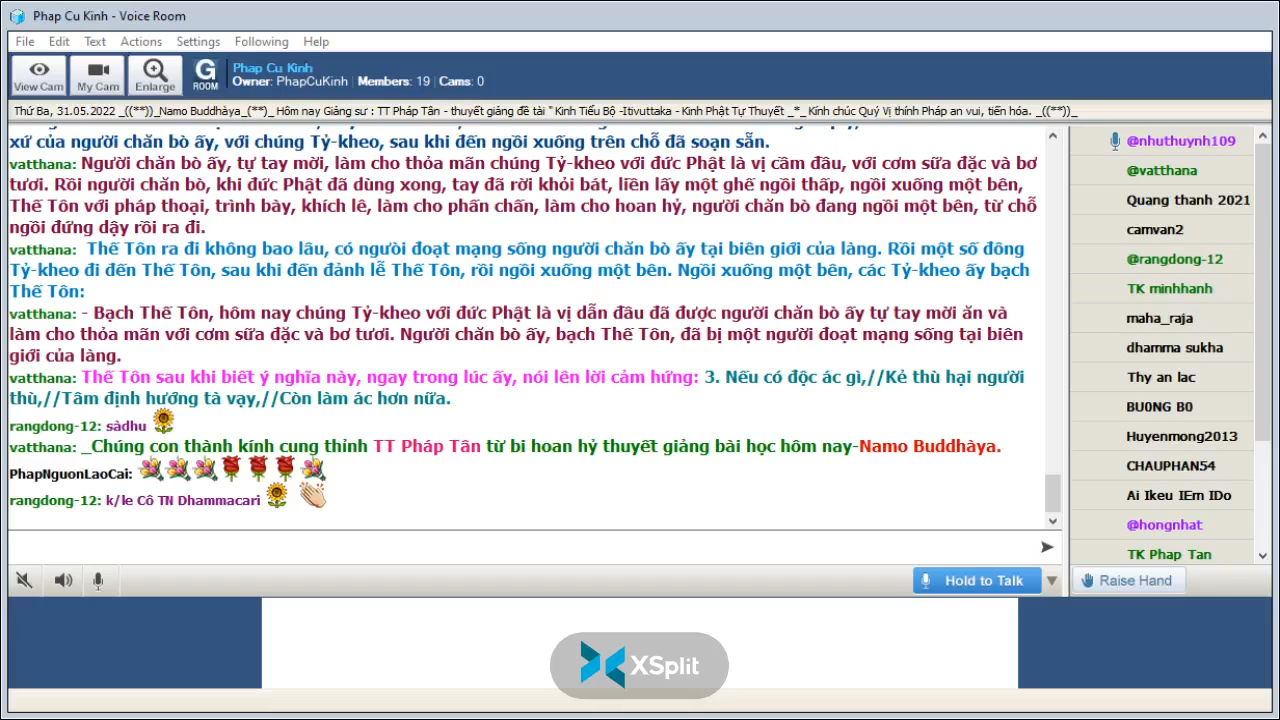 Phap Cu Kinh - Voice Room
File Edit Text Actions Settings Following Help
View Cam My Cam Enlarge G ROOM
Phap Cu Kinh
Owner: PhapCuKinh | Members: 19 | Cams: 0
Thứ Ba, 31.05.2022 _((**))_Namo Buddhàya_(**)_ Hôm nay Giảng sư : TT Pháp Tân - thuyết giảng đề tài " Kinh Tiểu Bộ -Itivuttaka - Kinh Phật Tự Thuyết _*_ Kính chúc Quý Vị thính Pháp an vui, tiến hóa. _((**))_
xứ của người chăn bò ấy, với chúng Tỷ-kheo, sau khi đến ngồi xuống trên chỗ đã soạn sẵn.
vatthana: Người chăn bò ấy, tự tay mời, làm cho thỏa mãn chúng Tỷ-kheo với đức Phật là vị cầm đầu, với cơm sữa đặc và bơ
tươi. Rồi người chăn bò, khi đức Phật đã dùng xong, tay đã rời khỏi bát, liền lấy một ghế ngồi thấp, ngồi xuống một bên,
Thế Tôn với pháp thoại, trình bày, khích lê, làm cho phấn chấn, làm cho hoan hỷ, người chăn bò đang ngồi một bên, từ chỗ
ngồi đứng dậy rồi ra đi.
vatthana: Thế Tôn ra đi không bao lâu, có người đoạt mạng sống người chăn bò ấy tại biên giới của làng. Rồi một số đông
Tỷ-kheo đi đến Thế Tôn, sau khi đến đảnh lễ Thế Tôn, rồi ngồi xuống một bên. Ngồi xuống một bên, các Tỷ-kheo ấy bạch
Thế Tôn:
vatthana: - Bạch Thế Tôn, hôm nay chúng Tỷ-kheo với đức Phật là vị dẫn đầu đã được người chăn bò ấy tự tay mời ăn và
làm cho thỏa mãn với cơm sữa đặc và bơ tươi. Người chăn bò ấy, bạch Thế Tôn, đã bị một người đoạt mạng sống tại biên
giới của làng.
vatthana: Thế Tôn sau khi biết ý nghĩa này, ngay trong lúc ấy, nói lên lời cảm hứng: 3. Nếu có độc ác gì,//Kẻ thù hại người
thù,//Tâm định hướng tà vạy,//Còn làm ác hơn nữa.
rangdong-12: sàdhu
vatthana: _Chúng con thành kính cung thỉnh TT Pháp Tân từ bi hoan hỷ thuyết giảng bài học hôm nay-Namo Buddhàya.
PhapNguonLaoCai:
rangdong-12: k/le Cô TN Dhammacari
@nhuthuynh109
@vatthana
Quang thanh 2021
camvan2
@rangdong-12
TK minhhanh
maha_raja
dhamma sukha
Thy an lac
BU0NG B0
Huyenmong2013
CHAUPHAN54
Ai Ikeu IEm IDo
@hongnhat
TK Phap Tan
Hold to Talk
Raise Hand
XSplit